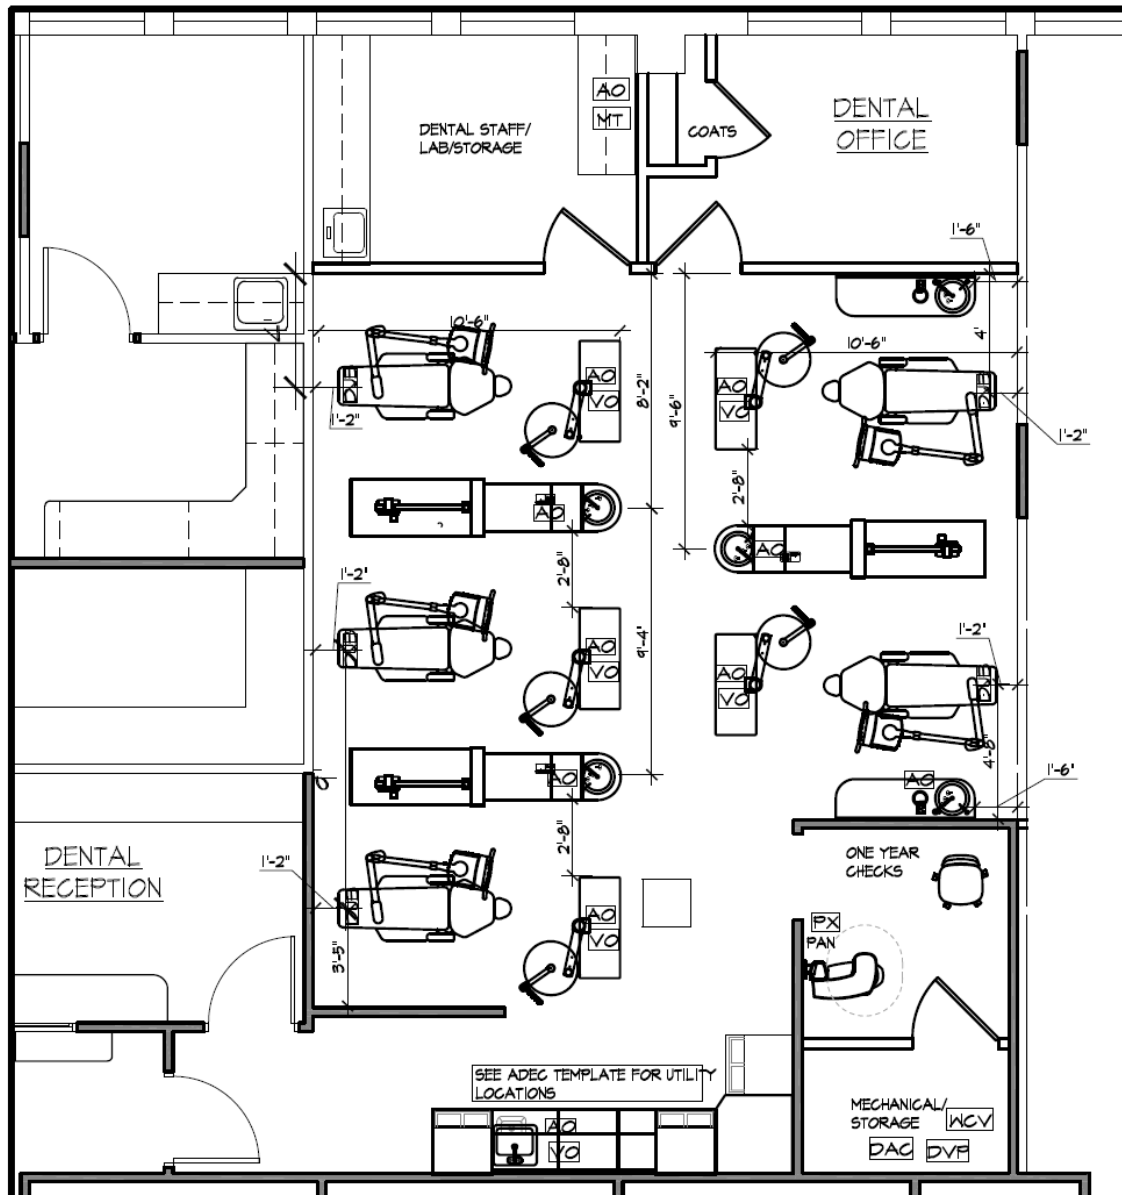 AO
MT
DENTAL STAFF/
LAB/STORAGE
COATS
DENTAL
OFFICE
1'-6"
10'-6"
10'-6"
4'
AO
VO
8'-2"
9'-6"
AO
VO
1'-2"
1'-2"
2'-8"
AO
AO
2'-8"
1'-2"
1'-2"
9'-4"
AO
VO
AO
VO
4'-8"
1'-6"
AO
AO
2'-8"
DENTAL
RECEPTION
1'-2"
ONE YEAR
CHECKS
AO
VO
PX
PAN
3'-5"
SEE ADEC TEMPLATE FOR UTILITY
LOCATIONS
MECHANICAL/
STORAGE
WCV
AO
VO
DAC
DVP